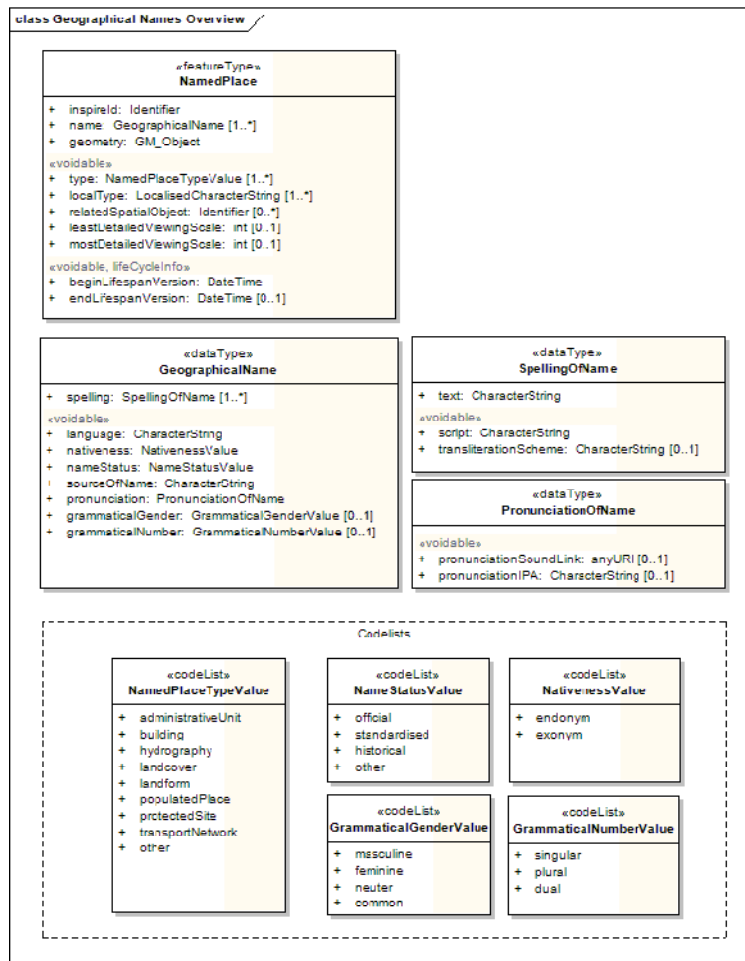 class Geographical Names Overview
«featureType»
NamedPlace
+ inspireId: Identifier
+ name: GeographicalName [1..*]
+ geometry: GM_Object
«voidable»
+ type: NamedPlaceTypeValue [1..*]
+ localType: LocalisedCharacterString [1..*]
+ relatedSpatialObject: Identifier [0..*]
+ leastDetailedViewingScale: int [0..1]
+ mostDetailedViewingScale: int [0..1]
«voidable, lifeCycleInfo»
+ beginLifespanVersion: DateTime
+ endLifespanVersion: DateTime [0..1]
«dataType»
GeographicalName
+ spelling: SpellingOfName [1..*]
«voidable»
+ language: CharacterString
+ nativeness: NativenessValue
+ nameStatus: NameStatusValue
+ sourceOfName: CharacterString
+ pronunciation: PronunciationOfName
+ grammaticalGender: GrammaticalGenderValue [0..1]
+ grammaticalNumber: GrammaticalNumberValue [0..1]
«dataType»
SpellingOfName
+ text: CharacterString
«voidable»
+ script: CharacterString
+ transliterationScheme: CharacterString [0..1]
«dataType»
PronunciationOfName
«voidable»
+ pronunciationSoundLink: anyURI [0..1]
+ pronunciationIPA: CharacterString [0..1]
Codelists
«codeList»
NamedPlaceTypeValue
+ administrativeUnit
+ building
+ hydrography
+ landcover
+ landform
+ populatedPlace
+ protectedSite
+ transportNetwork
+ other
«codeList»
NameStatusValue
+ official
+ standardised
+ historical
+ other
«codeList»
NativenessValue
+ endonym
+ exonym
«codeList»
GrammaticalGenderValue
+ masculine
+ feminine
+ neuter
+ common
«codeList»
GrammaticalNumberValue
+ singular
+ plural
+ dual